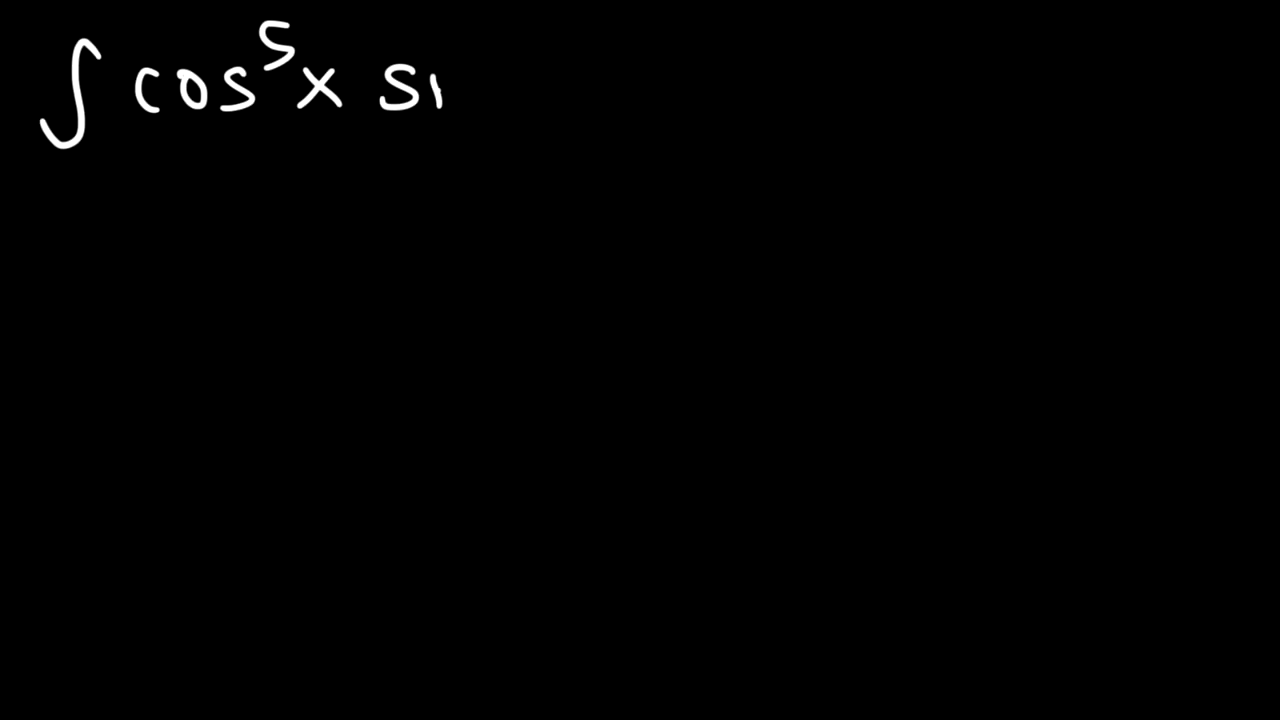 ∫ cos⁵x si